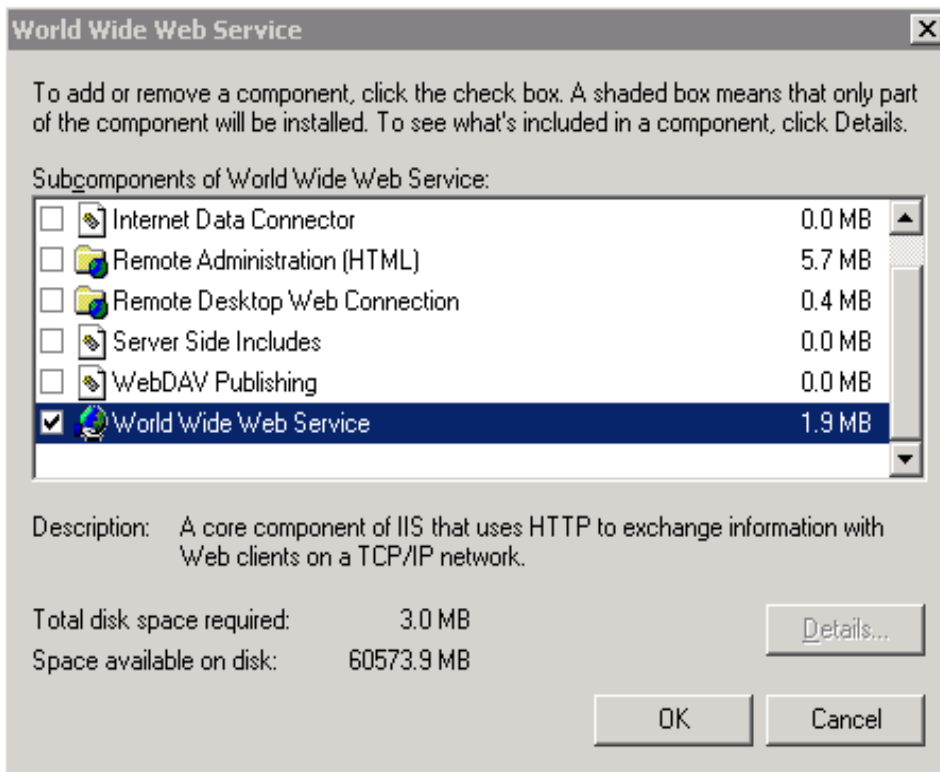 World Wide Web Service
To add or remove a component, click the check box. A shaded box means that only part
of the component will be installed. To see what's included in a component, click Details.
Subcomponents of World Wide Web Service:
Internet Data Connector 0.0 MB
Remote Administration (HTML) 5.7 MB
Remote Desktop Web Connection 0.4 MB
Server Side Includes 0.0 MB
WebDAV Publishing 0.0 MB
World Wide Web Service 1.9 MB
Description: A core component of IIS that uses HTTP to exchange information with
Web clients on a TCP/IP network.
Total disk space required: 3.0 MB
Details...
Space available on disk: 60573.9 MB
OK Cancel